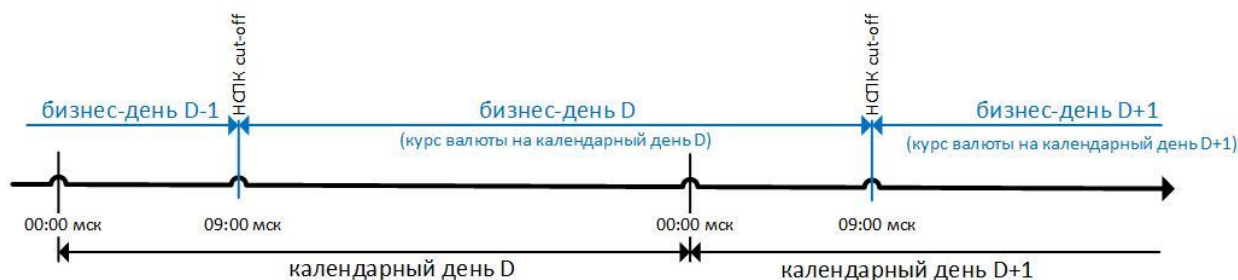 НСПК cut-off
НСПК cut-off
бизнес-день D-1
бизнес-день D
бизнес-день D+1
(курс валюты на календарный день D)
(курс валюты на календарный день D+1)
00:00 мск
09:00 мск
00:00 мск
09:00 мск
календарный день D
календарный день D+1